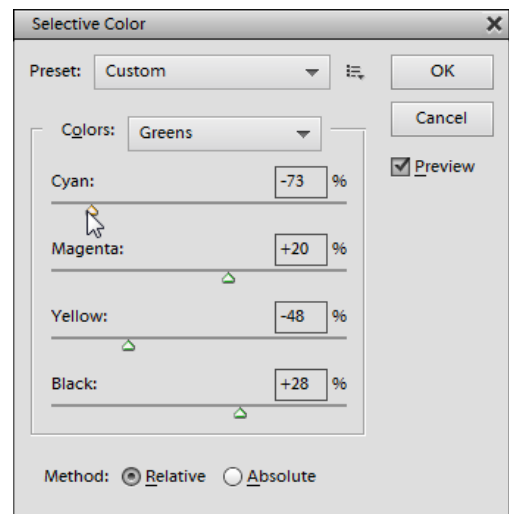 Selective Color
Preset: Custom
OK
Cancel
Colors: Greens
Preview
Cyan: -73 %
Magenta: +20 %
Yellow: -48 %
Black: +28 %
Method: Relative Absolute